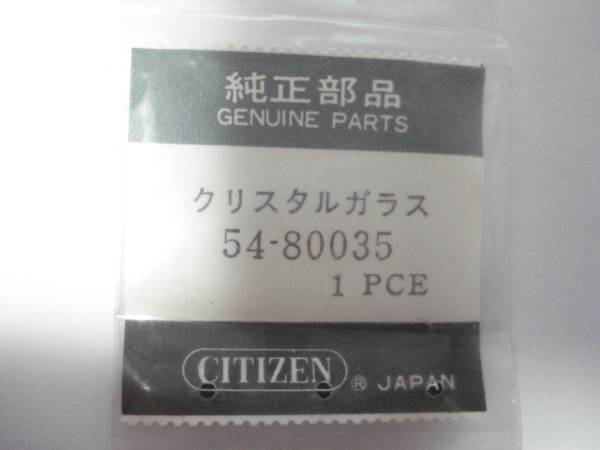 純正部品
GENUINE PARTS
クリスタルガラス
54-80035
1 PCE
CITIZEN ® JAPAN